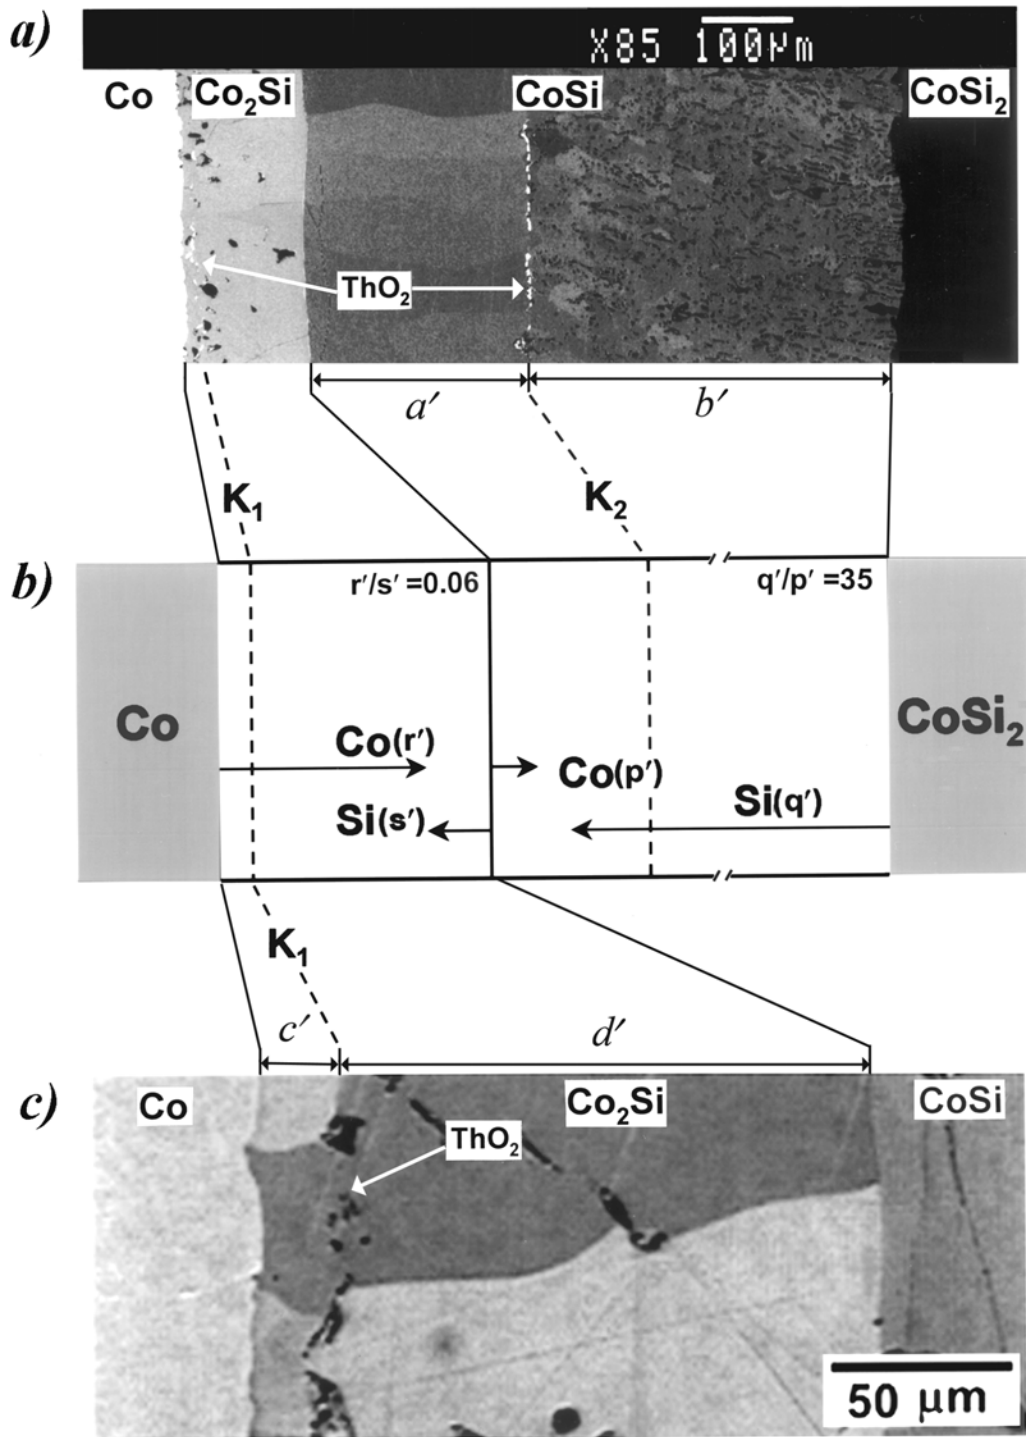 a)
X85 100µm
Co
Co₂Si
CoSi
CoSi₂
ThO₂
a′
b′
K₁
K₂
b)
r′/s′ =0.06
q′/p′ =35
Co
CoSi₂
Co(r′)
Co(p′)
Si(s′)
Si(q′)
K₁
c′
d′
c)
Co
Co₂Si
CoSi
ThO₂
50 µm